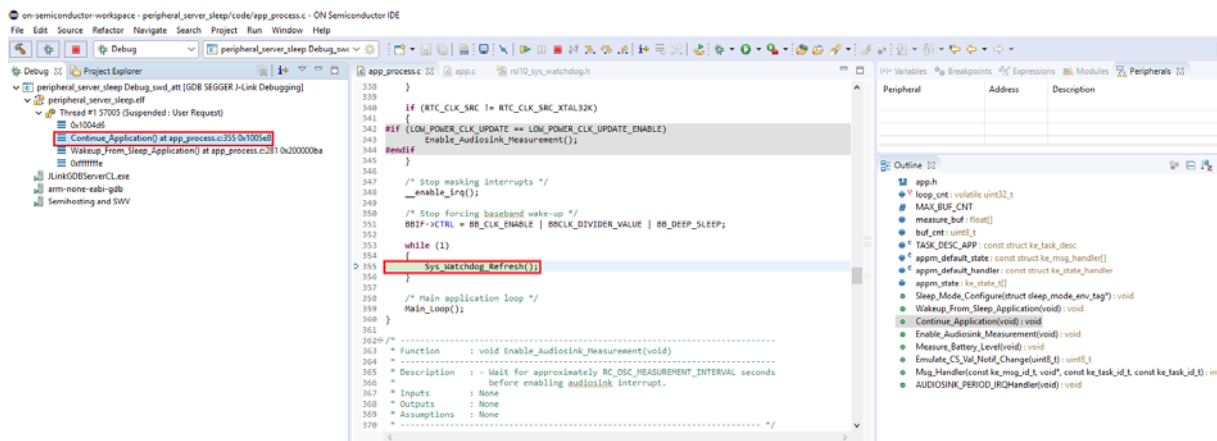 on-semiconductor-workspace - peripheral_server_sleep/code/app_process.c - ON Semiconductor IDE
File Edit Source Refactor Navigate Search Project Run Window Help
Debug
peripheral_server_sleep Debug_swc
Debug
Project Explorer
peripheral_server_sleep Debug_swd_att [GDB SEGGER J-Link Debugging]
peripheral_server_sleep.elf
Thread #1 57005 (Suspended : User Request)
0x1004d6
Continue_Application() at app_process.c:355 0x1005e8
Wakeup_From_Sleep_Application() at app_process.c:281 0x200000ba
0xfffffffe
JLinkGDBServerCL.exe
arm-none-eabi-gdb
Semihosting and SWV
app_process.c
app.c
rsl10_sys_watchdog.h
338 }
339
340 if (RTC_CLK_SRC != RTC_CLK_SRC_XTAL32K)
341 {
342 #if (LOW_POWER_CLK_UPDATE == LOW_POWER_CLK_UPDATE_ENABLE)
343 Enable_Audiosink_Measurement();
344 #endif
345 }
346
347 /* Stop masking interrupts */
348 __enable_irq();
349
350 /* Stop forcing baseband wake-up */
351 BBIF->CTRL = BB_CLK_ENABLE | BBCLK_DIVIDER_VALUE | BB_DEEP_SLEEP;
352
353 while (1)
354 {
355 Sys_Watchdog_Refresh();
356 }
357
358 /* Main application loop */
359 Main_Loop();
360 }
361
362 /* ----------------------------------------------------------------------------
363 * Function : void Enable_Audiosink_Measurement(void)
364 * ----------------------------------------------------------------------------
365 * Description : - Wait for approximately RC_OSC_MEASUREMENT_INTERVAL seconds
366 * before enabling audiosink interrupt.
367 * Inputs : None
368 * Outputs : None
369 * Assumptions : None
370 * ------------------------------------------------------------------------- */
Variables
Breakpoints
Expressions
Modules
Peripherals
Peripheral Address Description
Outline
app.h
loop_cnt : volatile uint32_t
MAX_BUF_CNT
measure_buf : float[]
buf_cnt : uint8_t
TASK_DESC_APP : const struct ke_task_desc
appm_default_state : const struct ke_msg_handler[]
appm_default_handler : const struct ke_state_handler
appm_state : ke_state_t[]
Sleep_Mode_Configure(struct sleep_mode_env_tag*) : void
Wakeup_From_Sleep_Application(void) : void
Continue_Application(void) : void
Enable_Audiosink_Measurement(void) : void
Measure_Battery_Level(void) : void
Emulate_CS_Val_Notif_Change(uint8_t) : uint8_t
Msg_Handler(const ke_msg_id_t, void*, const ke_task_id_t, const ke_task_id_t) : in
AUDIOSINK_PERIOD_IRQHandler(void) : void